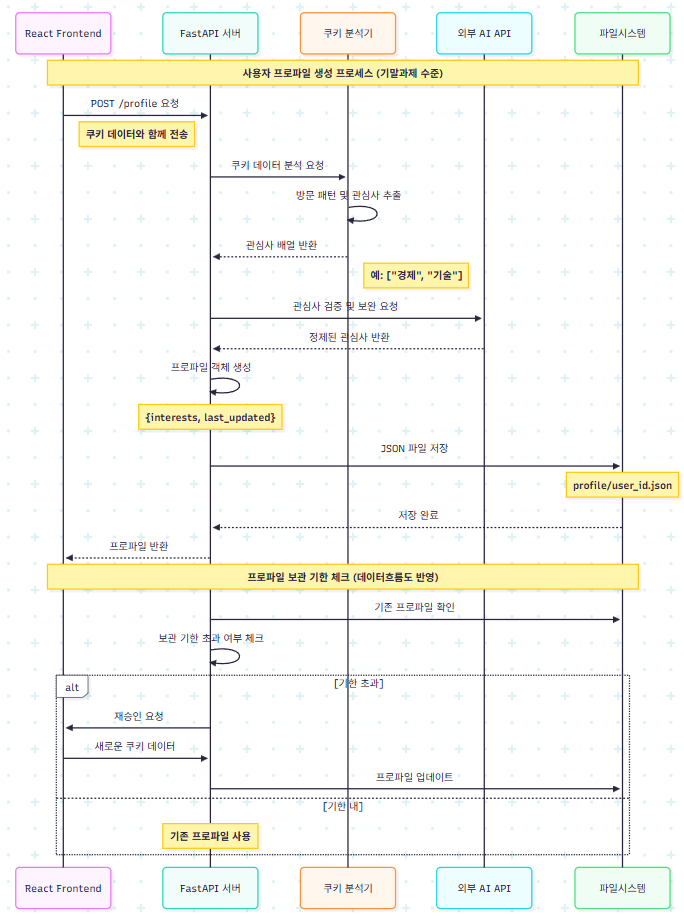 React Frontend
FastAPI 서버
쿠키 분석기
외부 AI API
파일시스템
사용자 프로파일 생성 프로세스 (기말과제 수준)
POST /profile 요청
쿠키 데이터와 함께 전송
쿠키 데이터 분석 요청
방문 패턴 및 관심사 추출
관심사 배열 반환
예: ["경제", "기술"]
관심사 검증 및 보완 요청
정제된 관심사 반환
프로파일 객체 생성
{interests, last_updated}
JSON 파일 저장
profile/user_id.json
저장 완료
프로파일 반환
프로파일 보관 기한 체크 (데이터흐름도 반영)
기존 프로파일 확인
보관 기한 초과 여부 체크
alt
[기한 초과]
재승인 요청
새로운 쿠키 데이터
프로파일 업데이트
[기한 내]
기존 프로파일 사용
React Frontend
FastAPI 서버
쿠키 분석기
외부 AI API
파일시스템